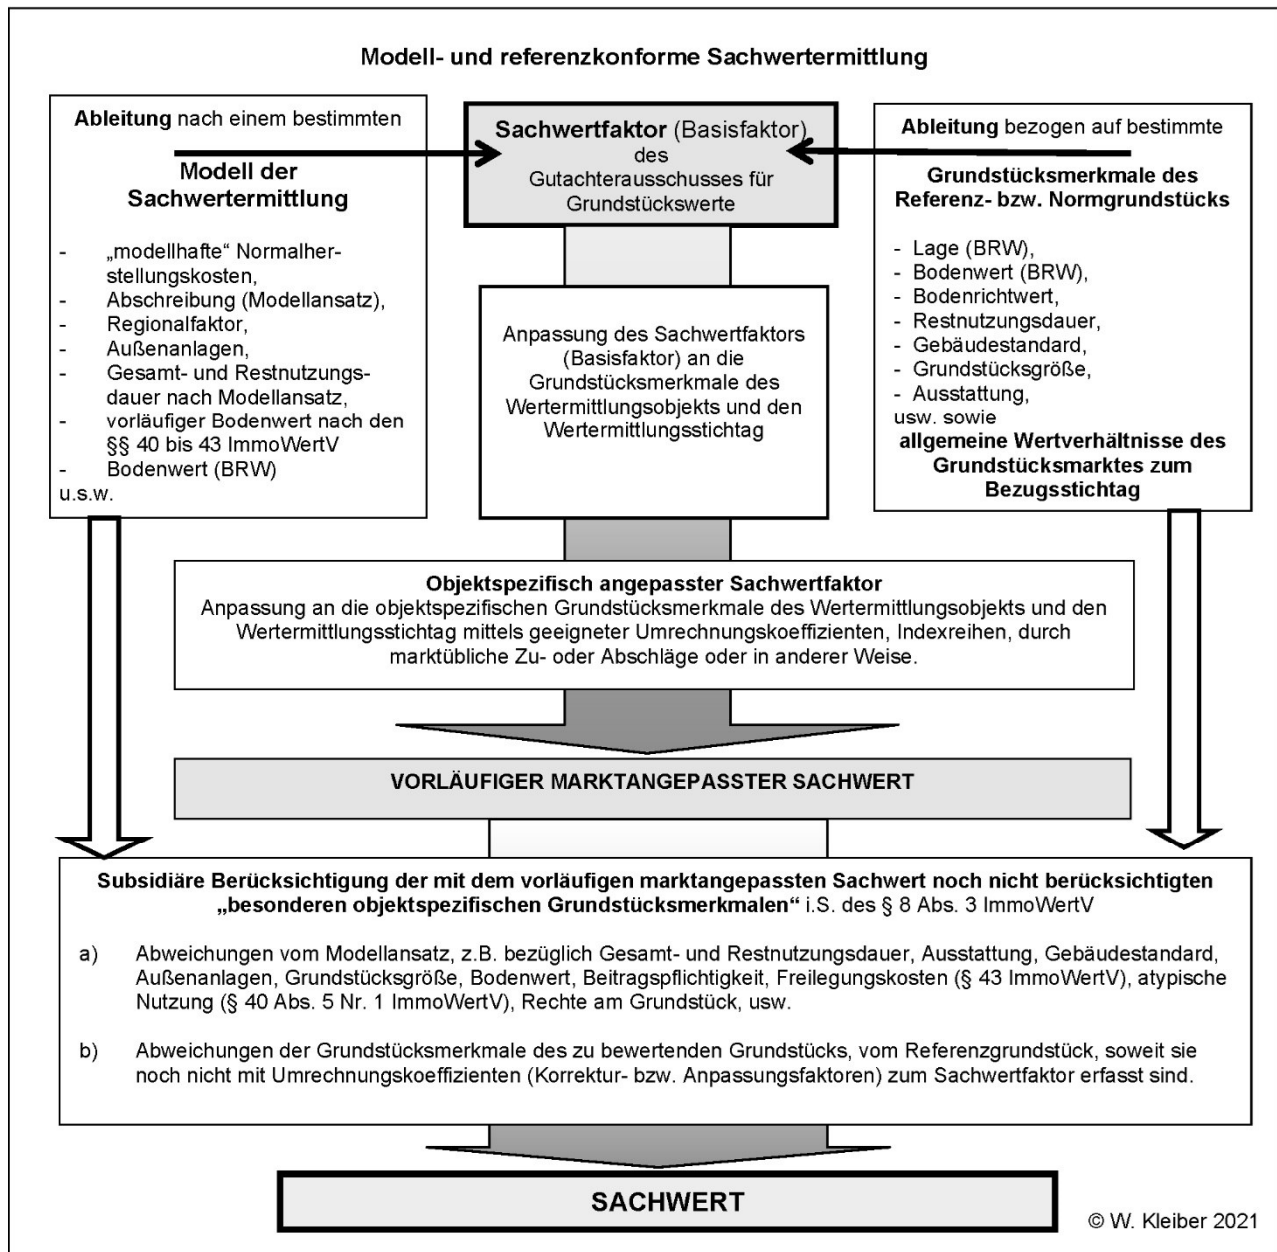 Modell- und referenzkonforme Sachwertermittlung
Ableitung nach einem bestimmten
Modell der
Sachwertermittlung
- „modellhafte“ Normalher-
stellungskosten,
- Abschreibung (Modellansatz),
- Regionalfaktor,
- Außenanlagen,
- Gesamt- und Restnutzungs-
dauer nach Modellansatz,
- vorläufiger Bodenwert nach den
§§ 40 bis 43 ImmoWertV
- Bodenwert (BRW)
u.s.w.
Sachwertfaktor (Basisfaktor)
des
Gutachterausschusses für
Grundstückswerte
Ableitung bezogen auf bestimmte
Grundstücksmerkmale des
Referenz- bzw. Normgrundstücks
- Lage (BRW),
- Bodenwert (BRW),
- Bodenrichtwert,
- Restnutzungsdauer,
- Gebäudestandard,
- Grundstücksgröße,
- Ausstattung,
usw. sowie
allgemeine Wertverhältnisse des
Grundstücksmarktes zum
Bezugsstichtag
Anpassung des Sachwertfaktors
(Basisfaktor) an die
Grundstücksmerkmale des
Wertermittlungsobjekts und den
Wertermittlungsstichtag
Objektspezifisch angepasster Sachwertfaktor
Anpassung an die objektspezifischen Grundstücksmerkmale des Wertermittlungsobjekts und den
Wertermittlungsstichtag mittels geeigneter Umrechnungskoeffizienten, Indexreihen, durch
marktübliche Zu- oder Abschläge oder in anderer Weise.
VORLÄUFIGER MARKTANGEPASSTER SACHWERT
Subsidiäre Berücksichtigung der mit dem vorläufigen marktangepassten Sachwert noch nicht berücksichtigten
„besonderen objektspezifischen Grundstücksmerkmalen“ i.S. des § 8 Abs. 3 ImmoWertV
a) Abweichungen vom Modellansatz, z.B. bezüglich Gesamt- und Restnutzungsdauer, Ausstattung, Gebäudestandard,
Außenanlagen, Grundstücksgröße, Bodenwert, Beitragspflichtigkeit, Freilegungskosten (§ 43 ImmoWertV), atypische
Nutzung (§ 40 Abs. 5 Nr. 1 ImmoWertV), Rechte am Grundstück, usw.
b) Abweichungen der Grundstücksmerkmale des zu bewertenden Grundstücks, vom Referenzgrundstück, soweit sie
noch nicht mit Umrechnungskoeffizienten (Korrektur- bzw. Anpassungsfaktoren) zum Sachwertfaktor erfasst sind.
SACHWERT
© W. Kleiber 2021